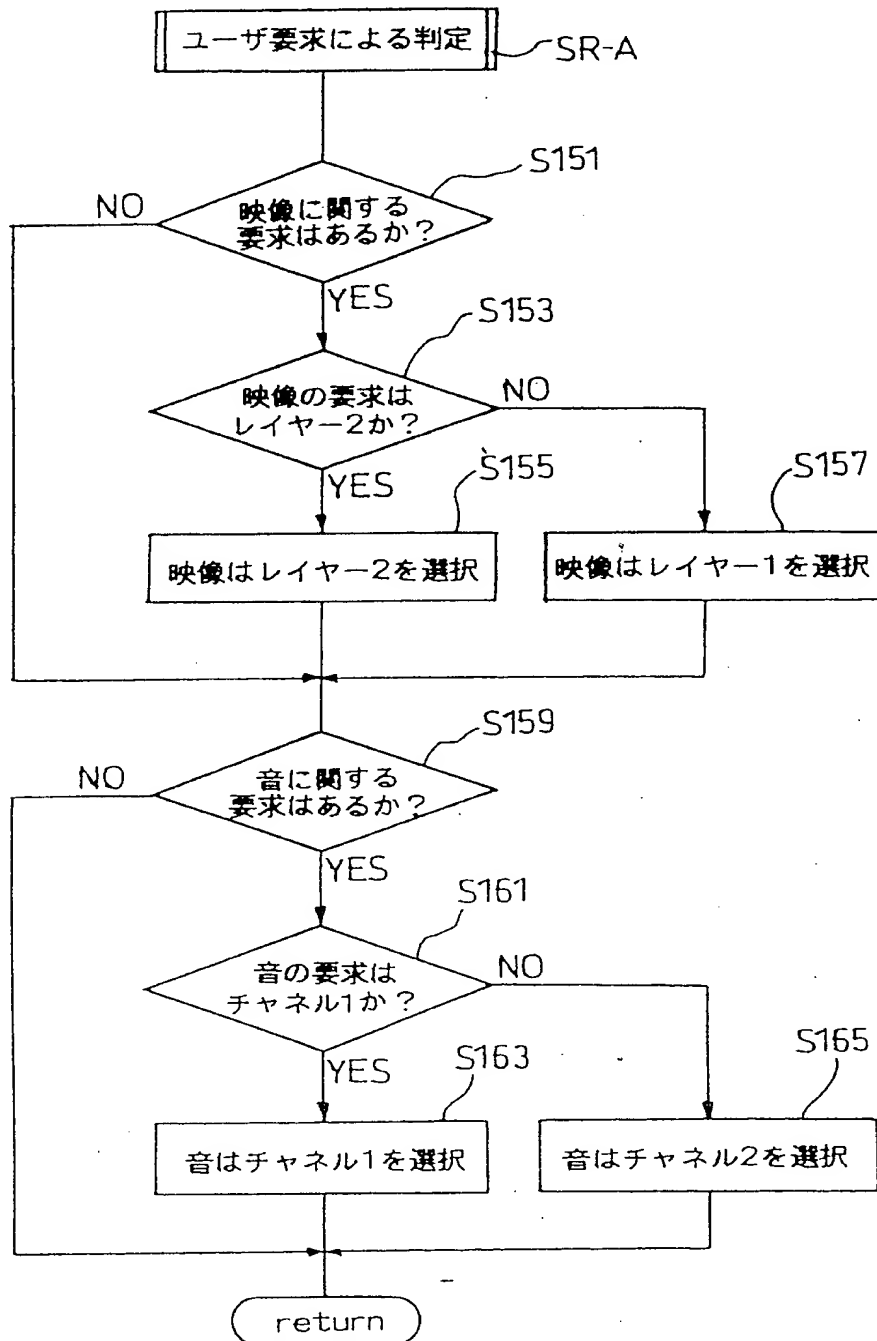 ユーザ要求による判定
SR-A
S151
NO
映像に関する
要求はあるか?
YES
S153
映像の要求は
レイヤー2か?
NO
YES
S155
S157
映像はレイヤー2を選択
映像はレイヤー1を選択
S159
NO
音に関する
要求はあるか?
YES
S161
音の要求は
チャネル1か?
NO
YES
S163
S165
音はチャネル1を選択
音はチャネル2を選択
return